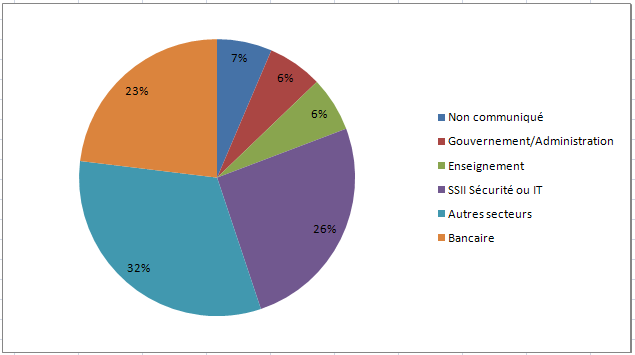 7%
6%
6%
26%
32%
23%
Non communiqué
Gouvernement/Administration
Enseignement
SSII Sécurité ou IT
Autres secteurs
Bancaire